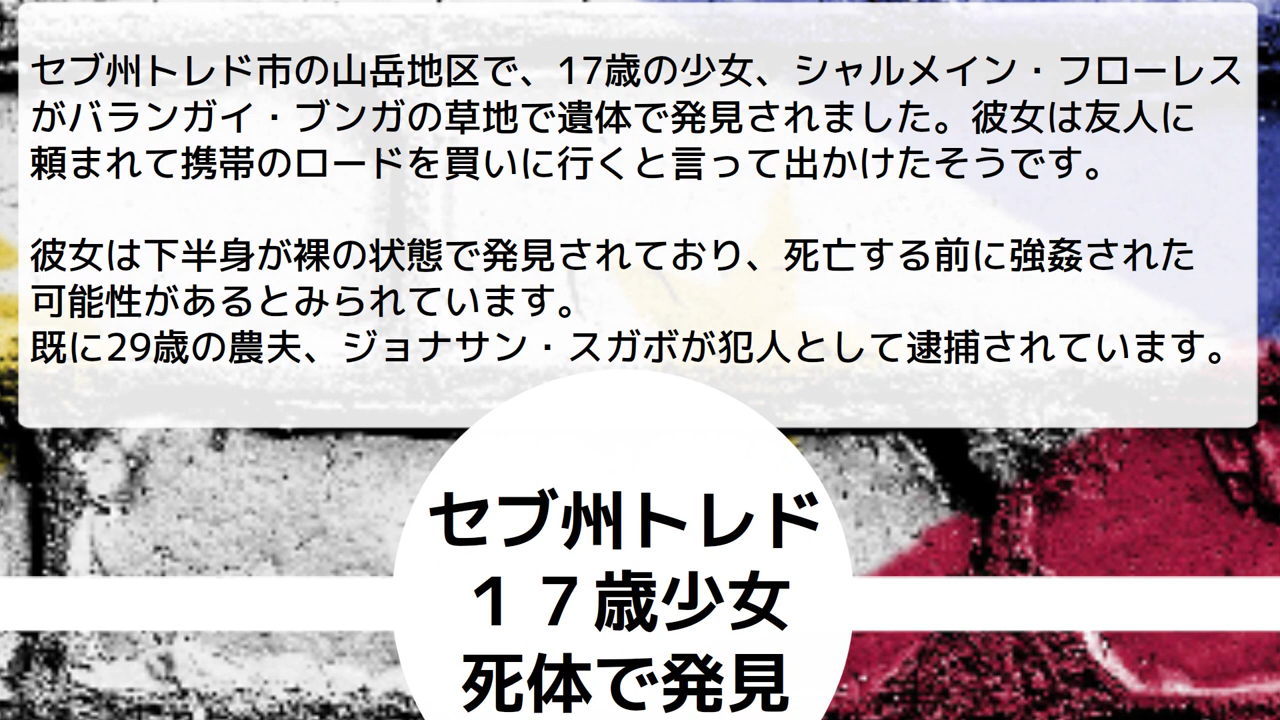 セブ州トレド市の山岳地区で、17歳の少女、シャルメイン・フローレス
がバランガイ・ブンガの草地で遺体で発見されました。彼女は友人に
頼まれて携帯のロードを買いに行くと言って出かけたそうです。
彼女は下半身が裸の状態で発見されており、死亡する前に強姦された
可能性があるとみられています。
既に29歳の農夫、ジョナサン・スガボが犯人として逮捕されています。
セブ州トレド
１７歳少女
死体で発見